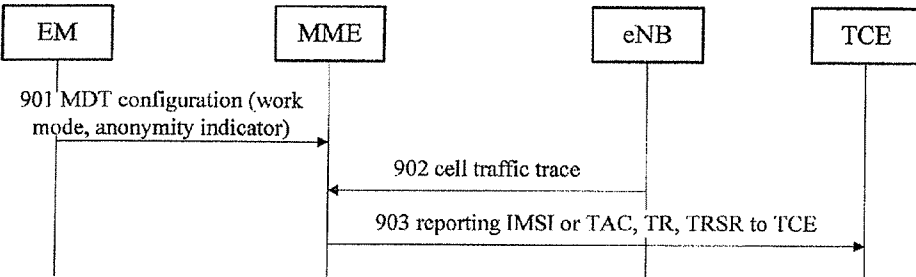 EM
MME
eNB
TCE
901 MDT configuration (work
mode, anonymity indicator)
902 cell traffic trace
903 reporting IMSI or TAC, TR, TRSR to TCE